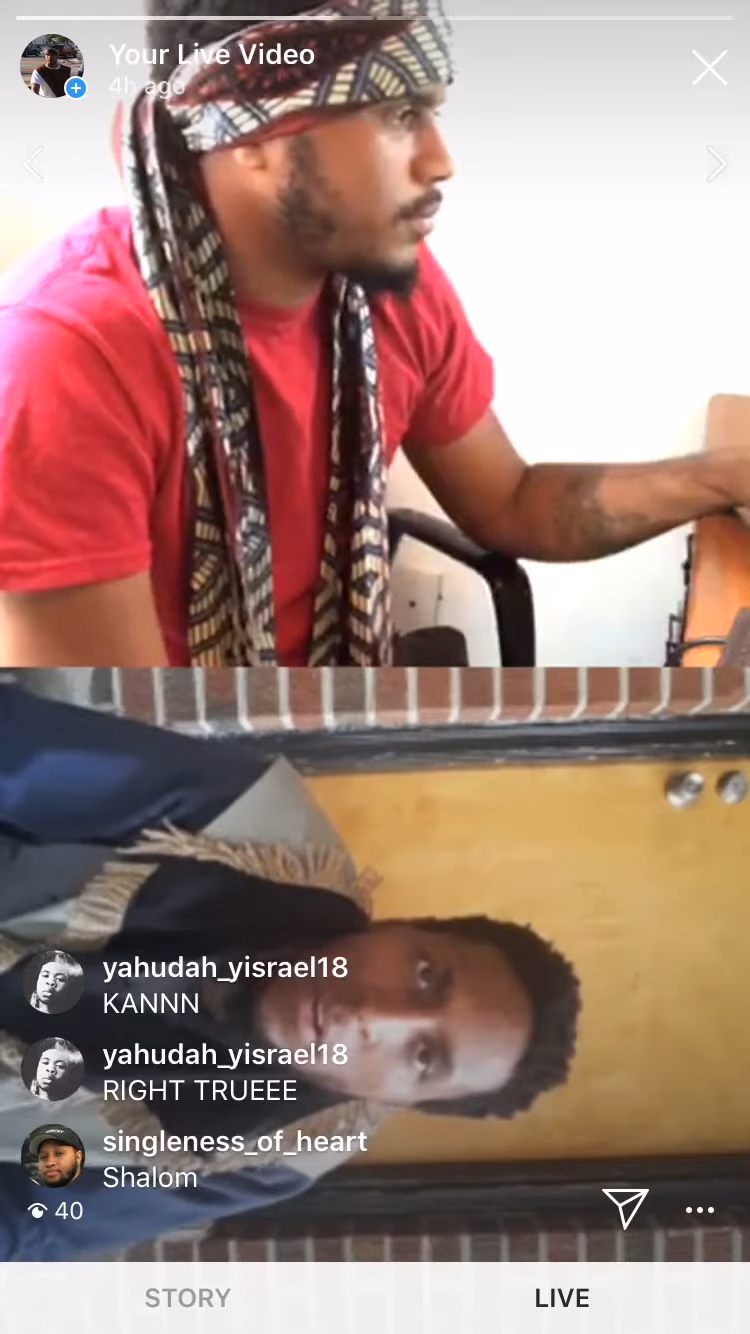 Your Live Video
4h ago
yahudah_yisrael18
KANNN
yahudah_yisrael18
RIGHT TRUEEE
singleness_of_heart
Shalom
40
STORY
LIVE